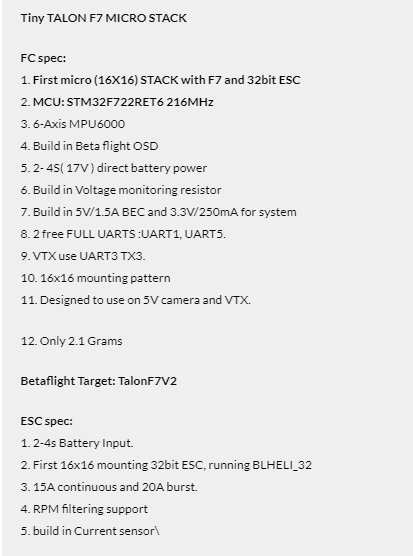 Tiny TALON F7 MICRO STACK
FC spec:
1. First micro (16X16) STACK with F7 and 32bit ESC
2. MCU: STM32F722RET6 216MHz
3. 6-Axis MPU6000
4. Build in Beta flight OSD
5. 2- 4S( 17V ) direct battery power
6. Build in Voltage monitoring resistor
7. Build in 5V/1.5A BEC and 3.3V/250mA for system
8. 2 free FULL UARTS :UART1, UART5.
9. VTX use UART3 TX3.
10. 16x16 mounting pattern
11. Designed to use on 5V camera and VTX.
12. Only 2.1 Grams
Betaflight Target: TalonF7V2
ESC spec:
1. 2-4s Battery Input.
2. First 16x16 mounting 32bit ESC, running BLHELI_32
3. 15A continuous and 20A burst.
4. RPM filtering support
5. build in Current sensor\